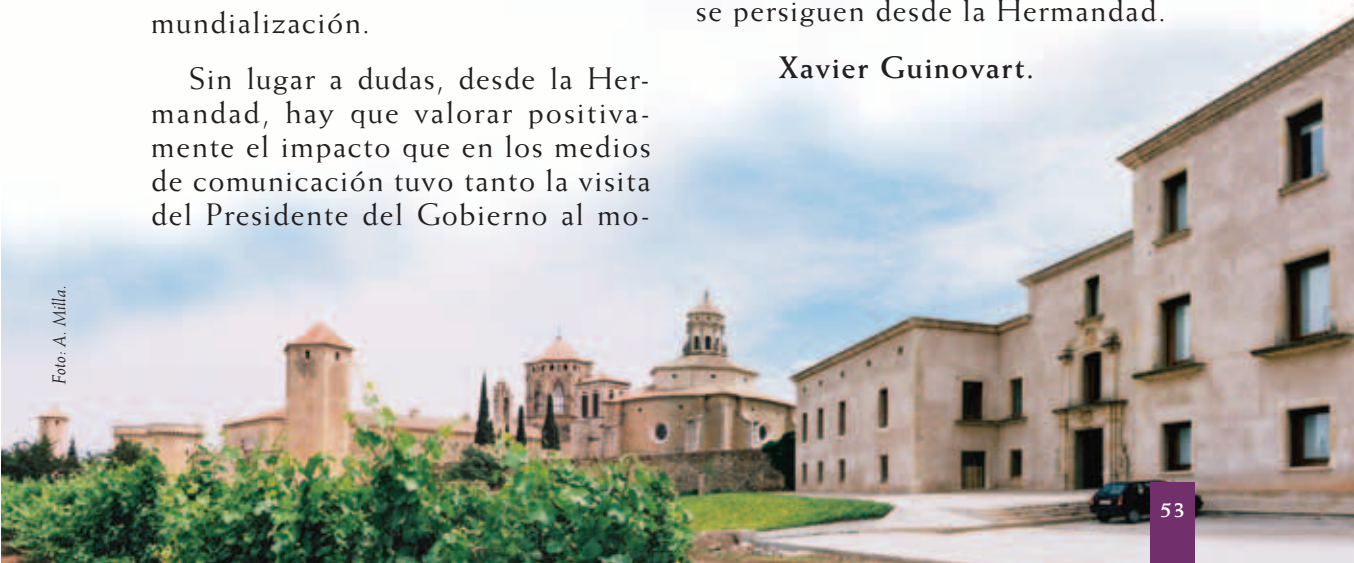 mundialización.
Sin lugar a dudas, desde la Her-
mandad, hay que valorar positiva-
mente el impacto que en los medios
de comunicación tuvo tanto la visita
del Presidente del Gobierno al mo-
se persiguen desde la Hermandad.
Xavier Guinovart.
Foto: A. Milla.
53